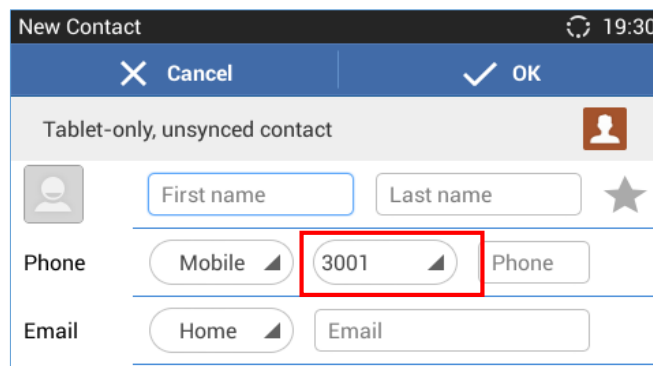 New Contact 19:30
Cancel OK
Tablet-only, unsynced contact
First name Last name
Phone Mobile 3001 Phone
Email Home Email